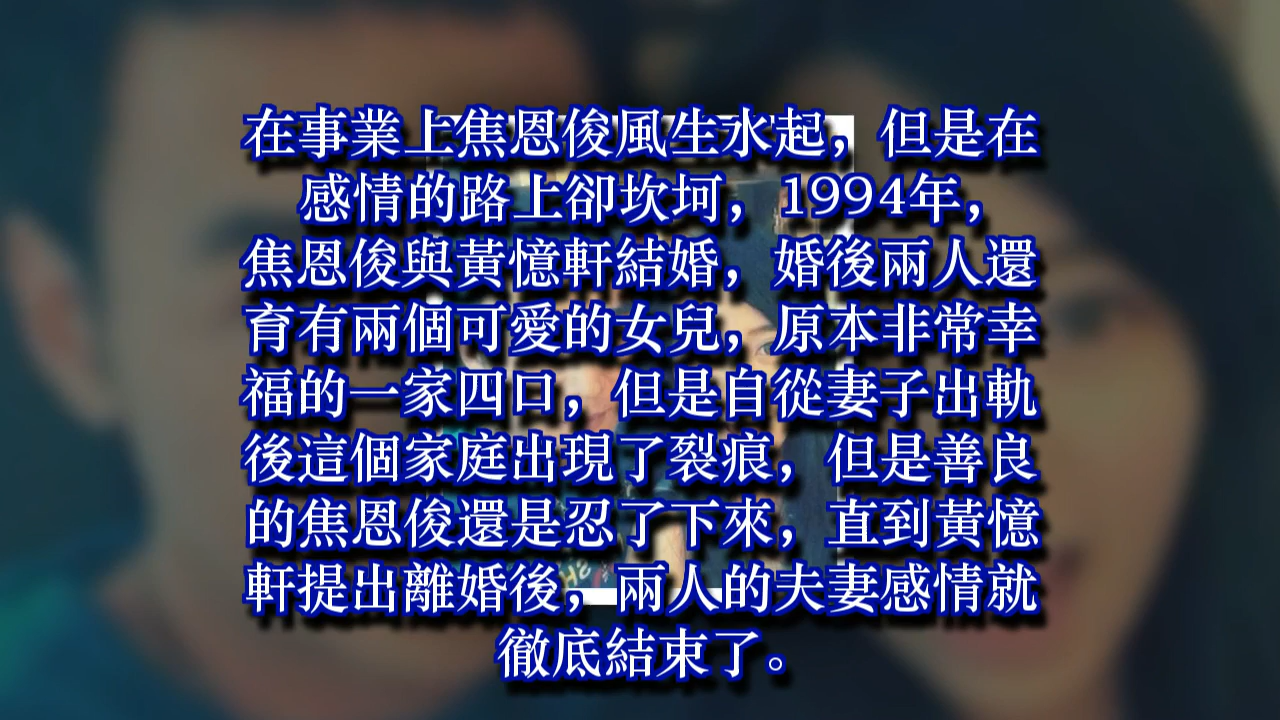 在事業上焦恩俊風生水起，但是在
感情的路上卻坎坷，1994年，
焦恩俊與黃憶軒結婚，婚後兩人還
育有兩個可愛的女兒，原本非常幸
福的一家四口，但是自從妻子出軌
後這個家庭出現了裂痕，但是善良
的焦恩俊還是忍了下來，直到黃憶
軒提出離婚後，兩人的夫妻感情就
徹底結束了。